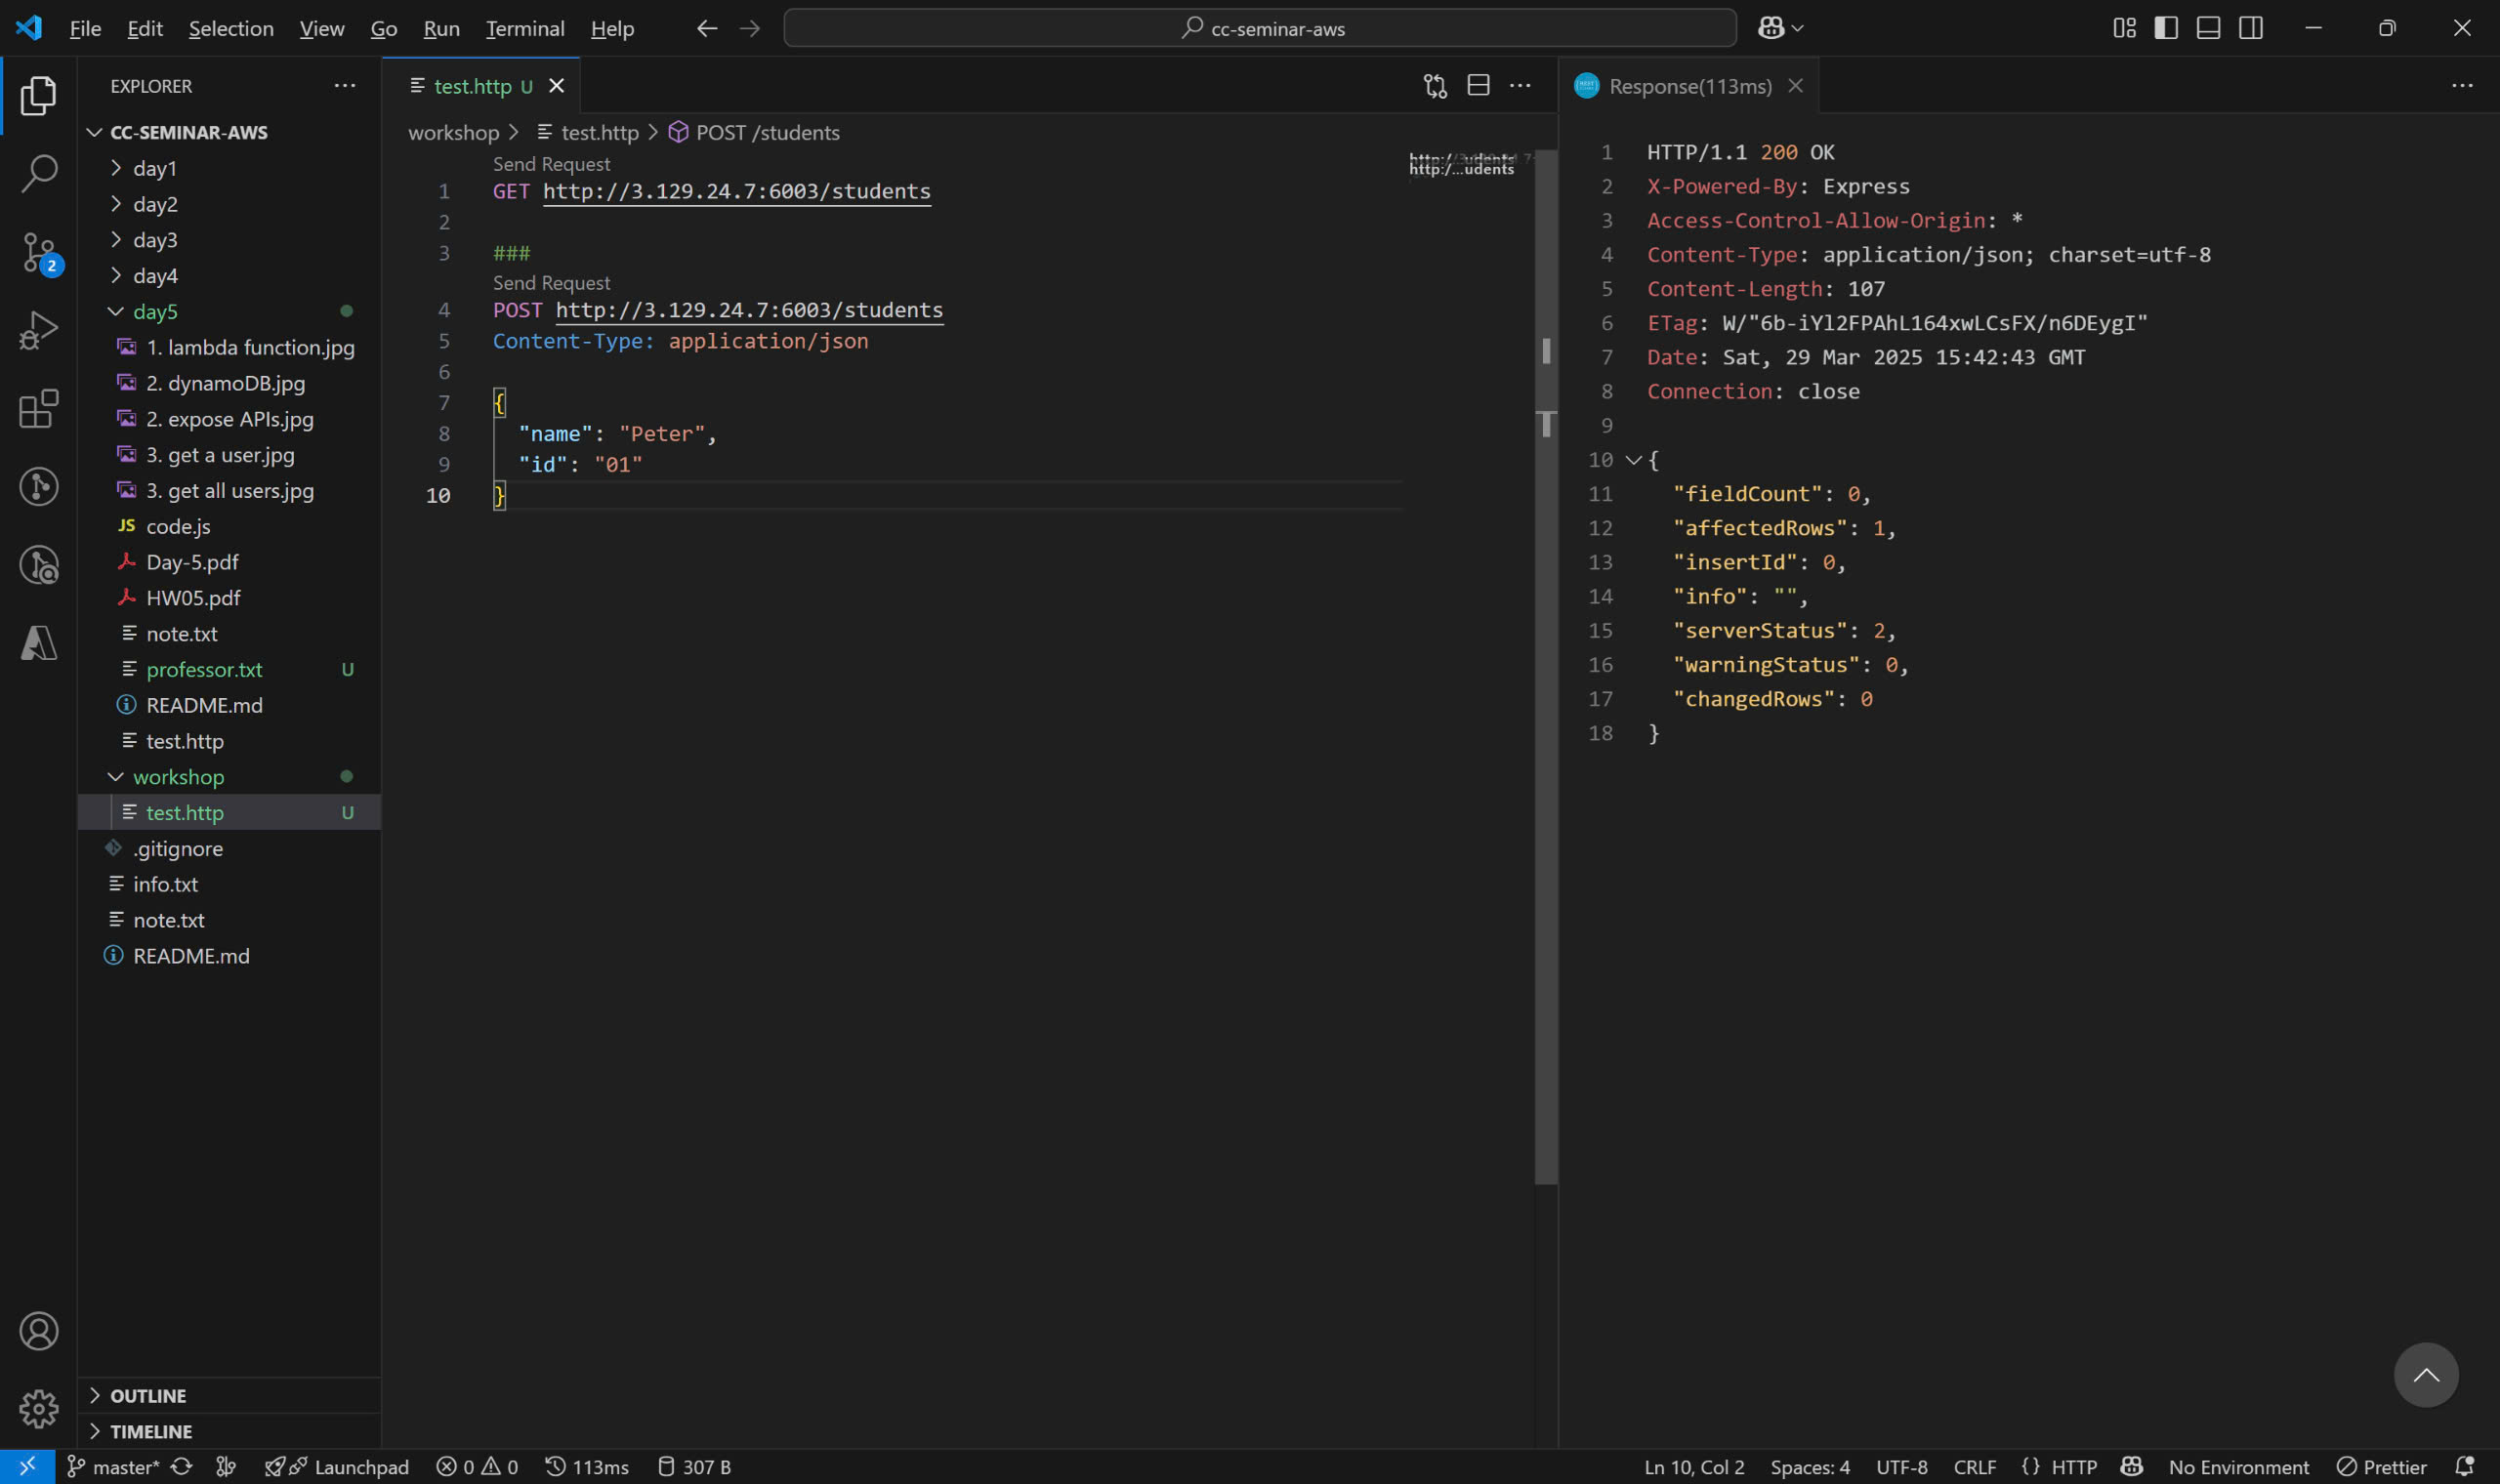 File Edit Selection View Go Run Terminal Help
cc-seminar-aws
EXPLORER
CC-SEMINAR-AWS
day1
day2
day3
day4
day5
1. lambda function.jpg
2. dynamoDB.jpg
2. expose APIs.jpg
3. get a user.jpg
3. get all users.jpg
JS code.js
Day-5.pdf
HW05.pdf
note.txt
professor.txt U
README.md
test.http
workshop
test.http U
.gitignore
info.txt
note.txt
README.md
OUTLINE
TIMELINE
2
test.http U
workshop > test.http > POST /students
Send Request
1 GET http://3.129.24.7:6003/students
2
3 ###
Send Request
4 POST http://3.129.24.7:6003/students
5 Content-Type: application/json
6
7 {
8 "name": "Peter",
9 "id": "01"
10 }
http:/...udents
Response(113ms)
1 HTTP/1.1 200 OK
2 X-Powered-By: Express
3 Access-Control-Allow-Origin: *
4 Content-Type: application/json; charset=utf-8
5 Content-Length: 107
6 ETag: W/"6b-iYl2FPAhL164xwLCsFX/n6DEygI"
7 Date: Sat, 29 Mar 2025 15:42:43 GMT
8 Connection: close
9
10 {
11 "fieldCount": 0,
12 "affectedRows": 1,
13 "insertId": 0,
14 "info": "",
15 "serverStatus": 2,
16 "warningStatus": 0,
17 "changedRows": 0
18 }
master* Launchpad 0 0 113ms 307 B
Ln 10, Col 2 Spaces: 4 UTF-8 CRLF {} HTTP No Environment Prettier